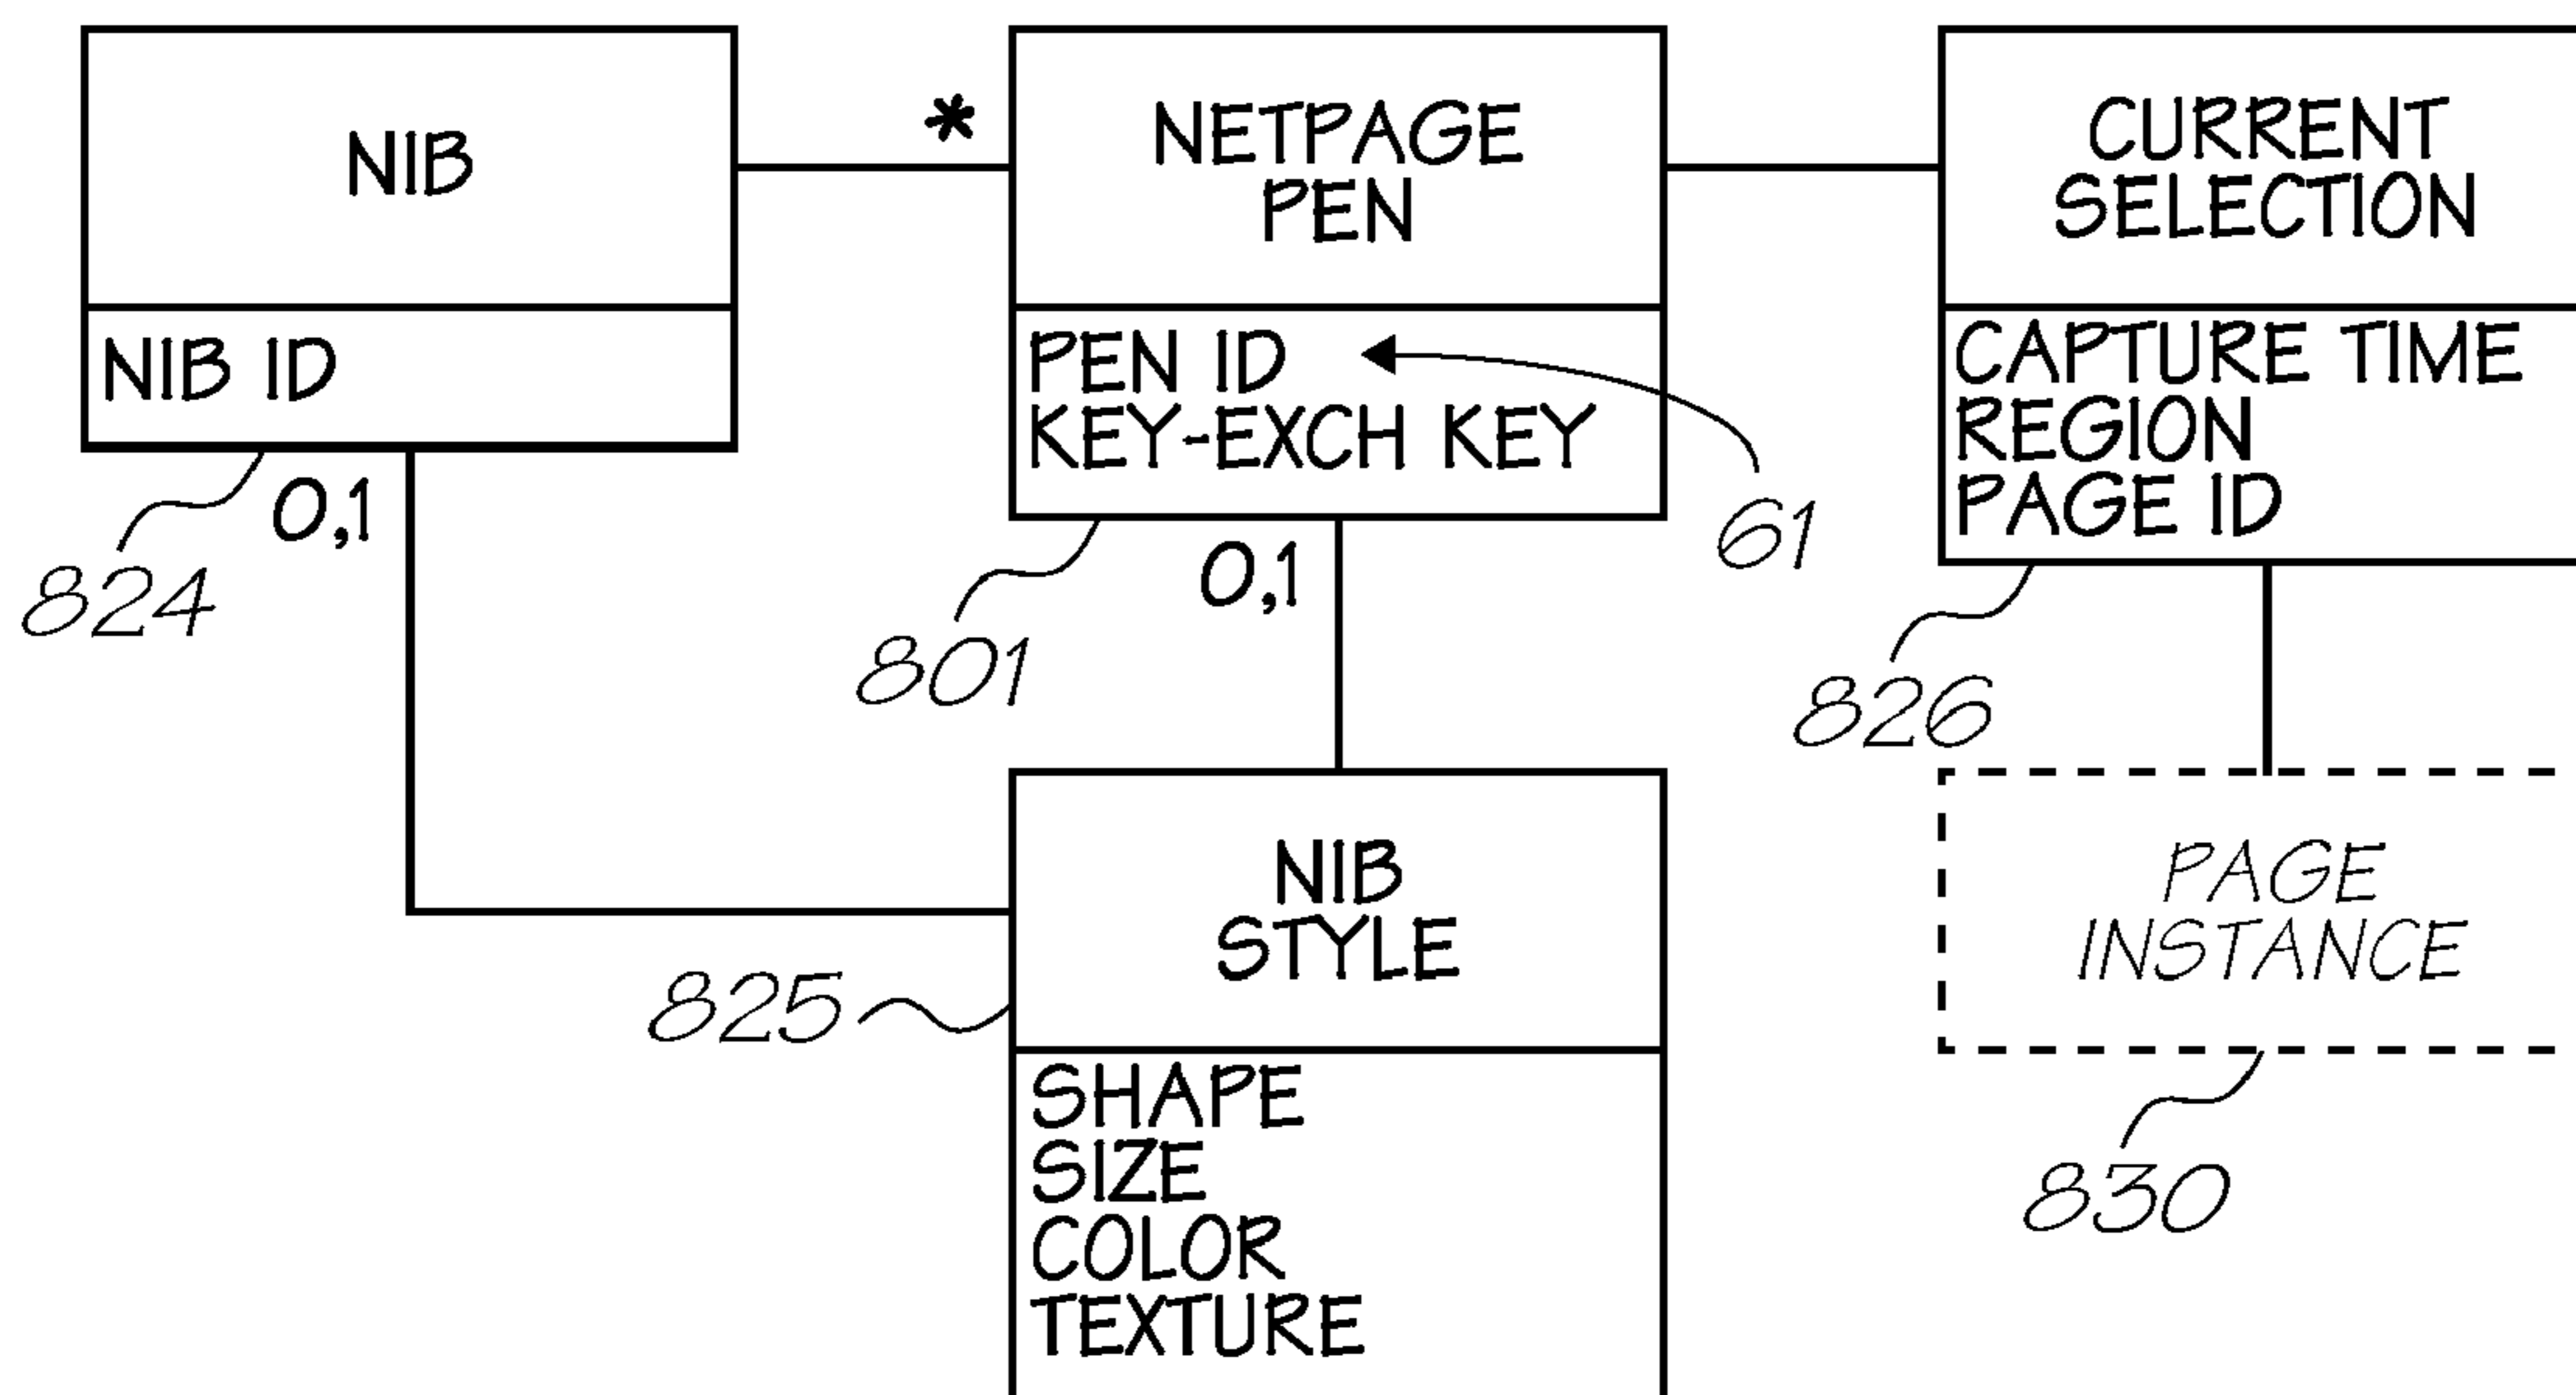 NIB
NIB ID
824
0,1
*
NETPAGE
PEN
PEN ID
KEY-EXCH KEY
61
801
0,1
CURRENT
SELECTION
CAPTURE TIME
REGION
PAGE ID
826
NIB
STYLE
825
SHAPE
SIZE
COLOR
TEXTURE
PAGE
INSTANCE
830